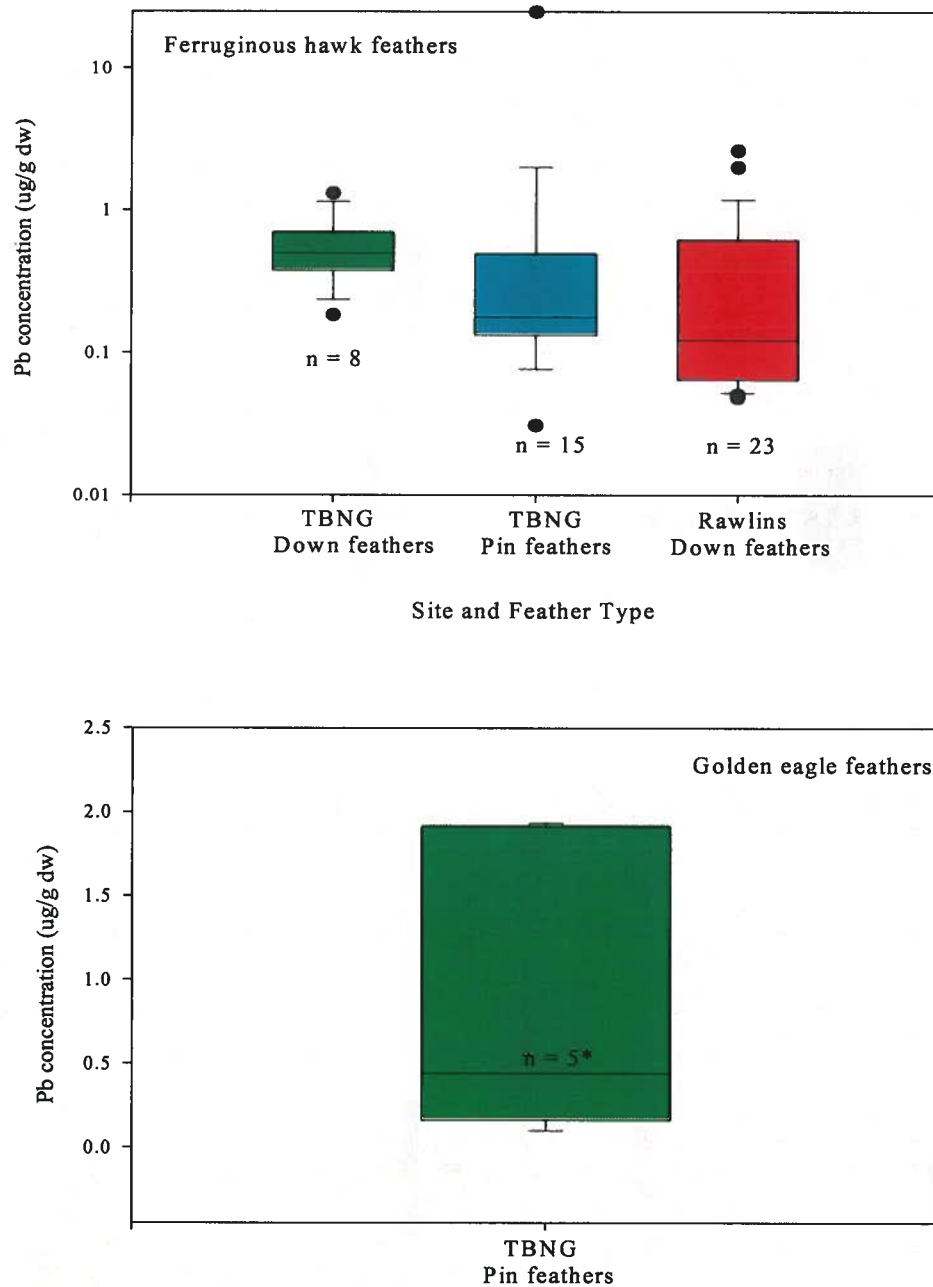 Ferruginous hawk feathers
Pb concentration (ug/g dw)
10
1
0.1
0.01
n = 8
n = 15
n = 23
TBNG
Down feathers
TBNG
Pin feathers
Rawlins
Down feathers
Site and Feather Type
Golden eagle feathers
Pb concentration (ug/g dw)
2.5
2.0
1.5
1.0
0.5
0.0
n = 5*
TBNG
Pin feathers